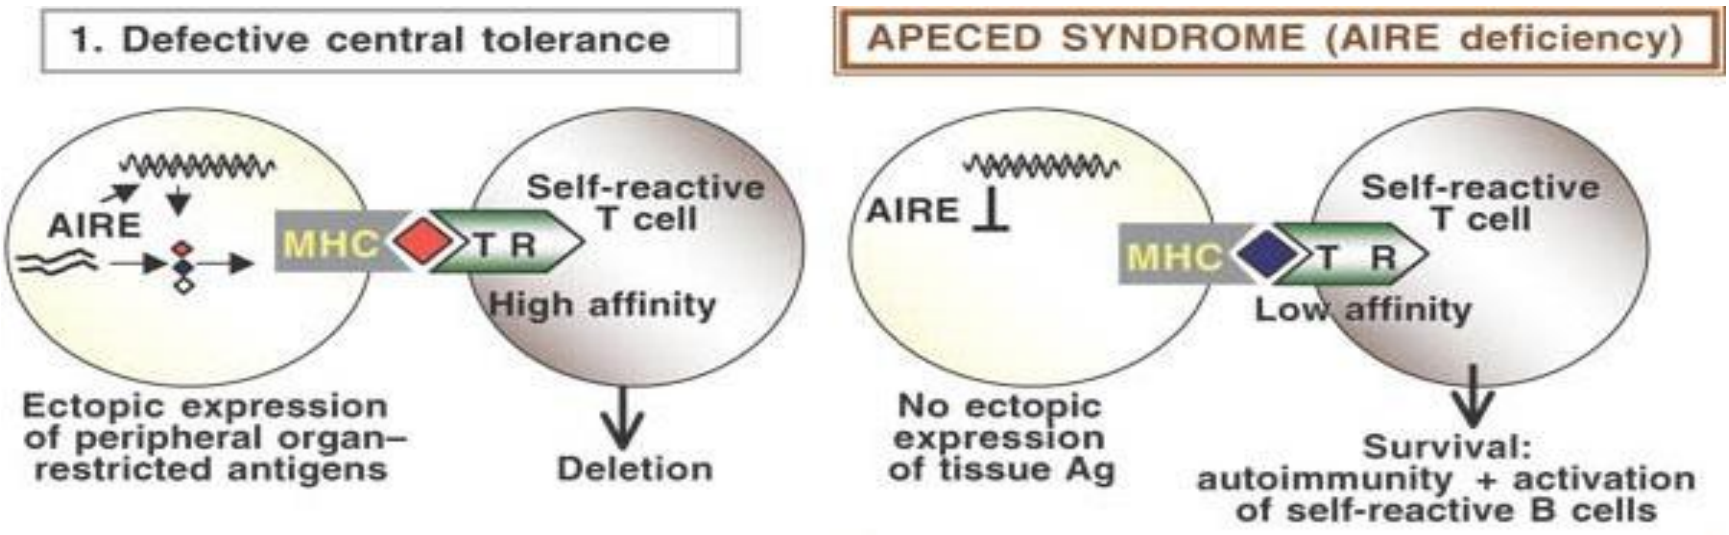 1. Defective central tolerance
APECED SYNDROME (AIRE deficiency)
AIRE
MHC
T R
Self-reactive
T cell
High affinity
Ectopic expression
of peripheral organ–
restricted antigens
Deletion
AIRE
MHC
T R
Self-reactive
T cell
Low affinity
No ectopic
expression
of tissue Ag
Survival:
autoimmunity + activation
of self-reactive B cells